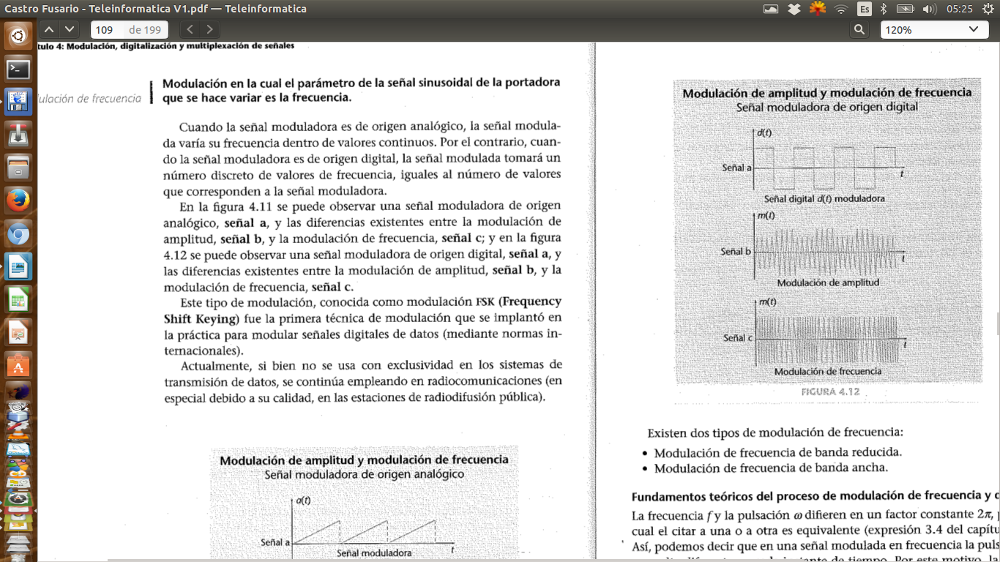 Castro Fusario - Teleinformatica V1.pdf — Teleinformatica
Es
05:25
109
de 199
120%
tulo 4: Modulación, digitalización y multiplexación de señales
ulación de frecuencia
Modulación en la cual el parámetro de la señal sinusoidal de la portadora
que se hace variar es la frecuencia.
Cuando la señal moduladora es de origen analógico, la señal modula-
da varía su frecuencia dentro de valores continuos. Por el contrario, cuan-
do la señal moduladora es de origen digital, la señal modulada tomará un
número discreto de valores de frecuencia, iguales al número de valores
que corresponden a la señal moduladora.
En la figura 4.11 se puede observar una señal moduladora de origen
analógico, señal a, y las diferencias existentes entre la modulación de
amplitud, señal b, y la modulación de frecuencia, señal c; y en la figura
4.12 se puede observar una señal moduladora de origen digital, señal a, y
las diferencias existentes entre la modulación de amplitud, señal b, y la
modulación de frecuencia, señal c.
Este tipo de modulación, conocida como modulación FSK (Frequency
Shift Keying) fue la primera técnica de modulación que se implantó en
la práctica para modular señales digitales de datos (mediante normas in-
ternacionales).
Actualmente, si bien no se usa con exclusividad en los sistemas de
transmisión de datos, se continúa empleando en radiocomunicaciones (en
especial debido a su calidad, en las estaciones de radiodifusión pública).
Modulación de amplitud y modulación de frecuencia
Señal moduladora de origen analógico
a(t)
Señal a
t
Señal moduladora
Modulación de amplitud y modulación de frecuencia
Señal moduladora de origen digital
d(t)
Señal a
t
Señal digital d(t) moduladora
m(t)
Señal b
t
Modulación de amplitud
m(t)
Señal c
t
Modulación de frecuencia
FIGURA 4.12
Existen dos tipos de modulación de frecuencia:
• Modulación de frecuencia de banda reducida.
• Modulación de frecuencia de banda ancha.
Fundamentos teóricos del proceso de modulación de frecuencia y
La frecuencia f y la pulsación ω difieren en un factor constante 2π,
cual el citar a una o a otra es equivalente (expresión 3.4 del capítu
Así, podemos decir que en una señal modulada en frecuencia la puls